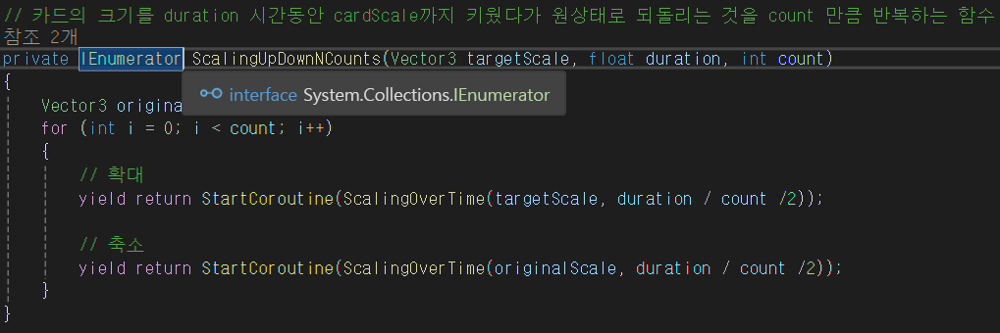 // 카드의 크기를 duration 시간동안 cardScale까지 키웠다가 원상태로 되돌리는 것을 count 만큼 반복하는 함수
참조 2개
private IEnumerator ScalingUpDownNCounts(Vector3 targetScale, float duration, int count)
{
Vector3 origina
interface System.Collections.IEnumerator
for (int i = 0; i < count; i++)
{
// 확대
yield return StartCoroutine(ScalingOverTime(targetScale, duration / count /2));
// 축소
yield return StartCoroutine(ScalingOverTime(originalScale, duration / count /2));
}
}